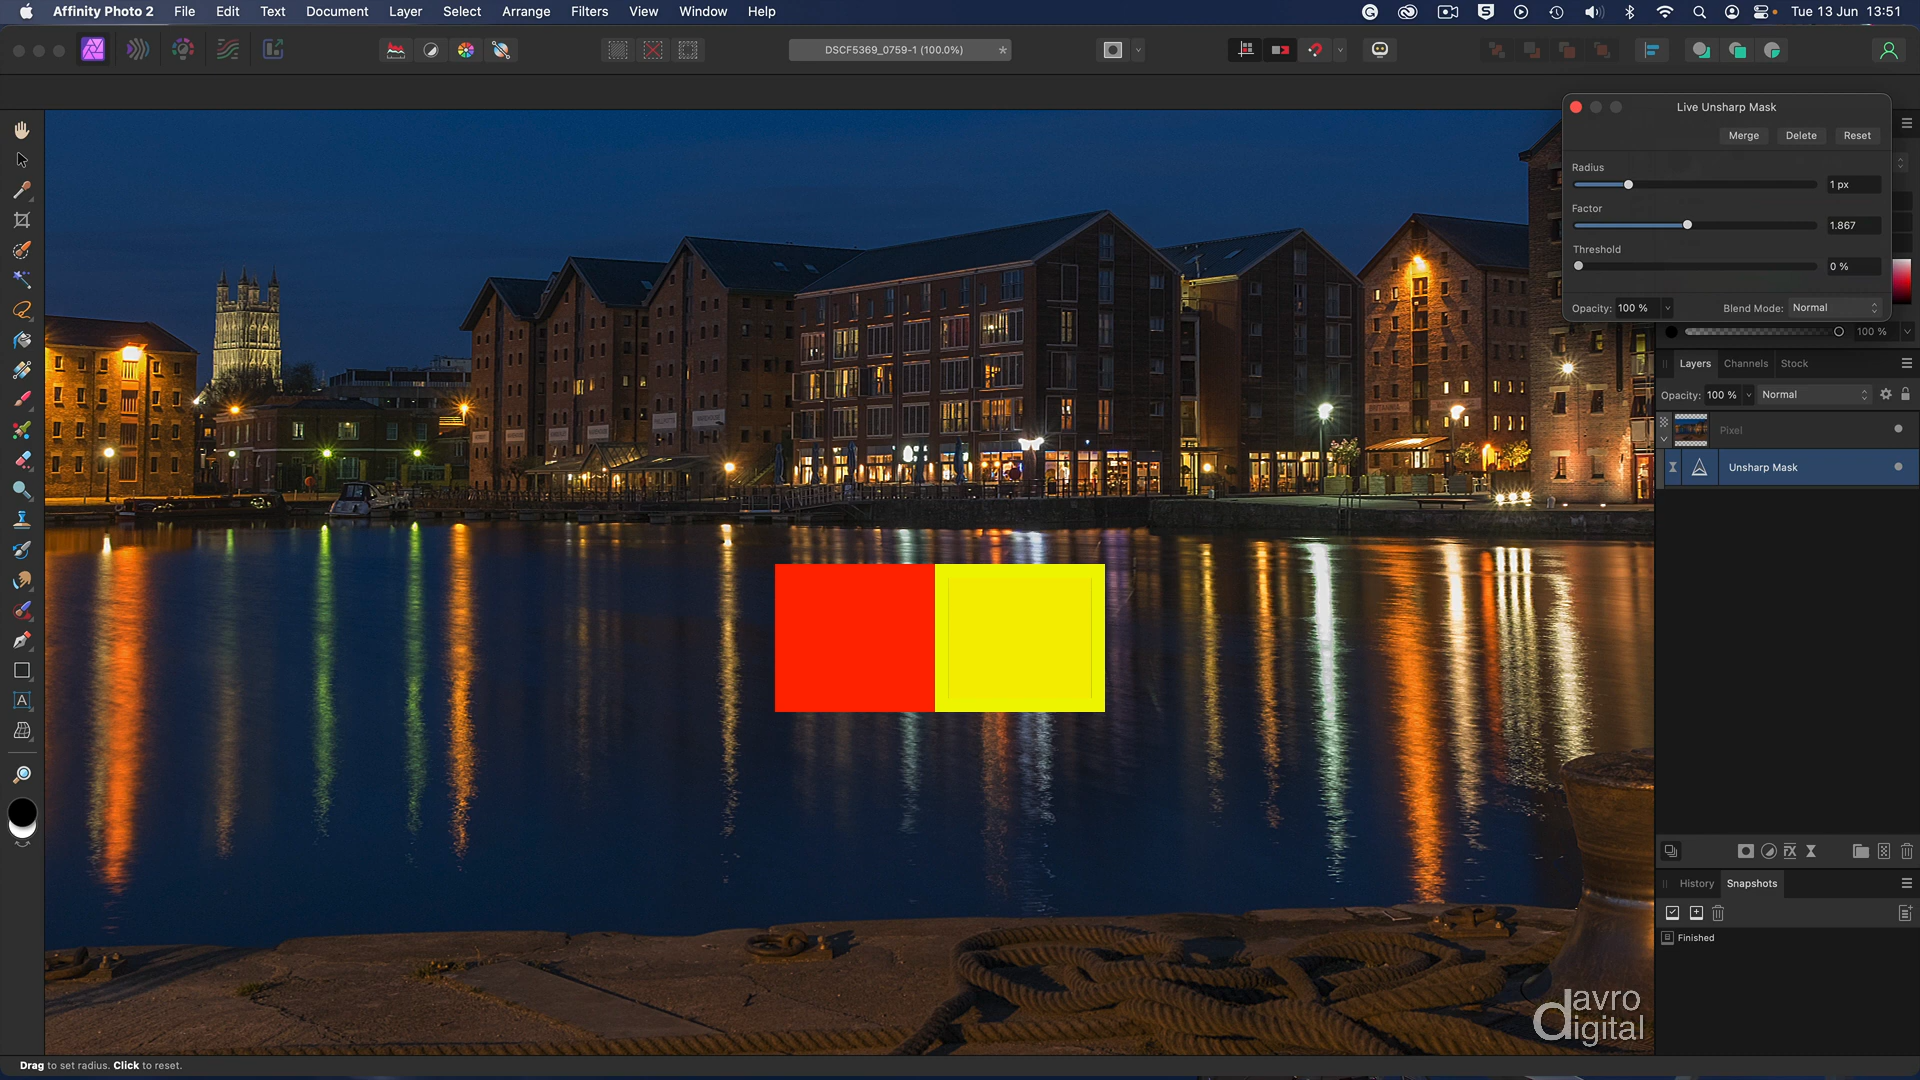 Affinity Photo 2 File Edit Text Document Layer Select Arrange Filters View Window Help Tue 13 Jun 13:51
DSCF5369_0759-1 (100.0%) *
Live Unsharp Mask
Merge Delete Reset
Radius
1 px
Factor
1.867
Threshold
0 %
Opacity: 100 % Blend Mode: Normal
100 %
Layers Channels Stock
Opacity: 100 % Normal
Pixel
Unsharp Mask
History Snapshots
Finished
davro
digital
Drag to set radius. Click to reset.